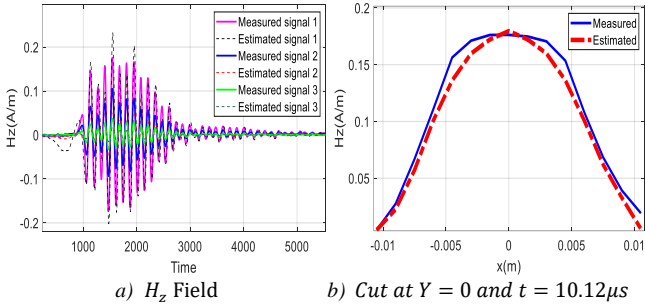 0.2
0.1
0
-0.1
-0.2
Hz(A/m)
1000
2000
3000
4000
5000
Time
Measured signal 1
Estimated signal 1
Measured signal 2
Estimated signal 2
Measured signal 3
Estimated signal 3
a) H_z Field
0.2
0.15
0.1
0.05
Hz(A/m)
-0.01
-0.005
0
0.005
0.01
x(m)
Measured
Estimated
b) Cut at Y = 0 and t = 10.12μs